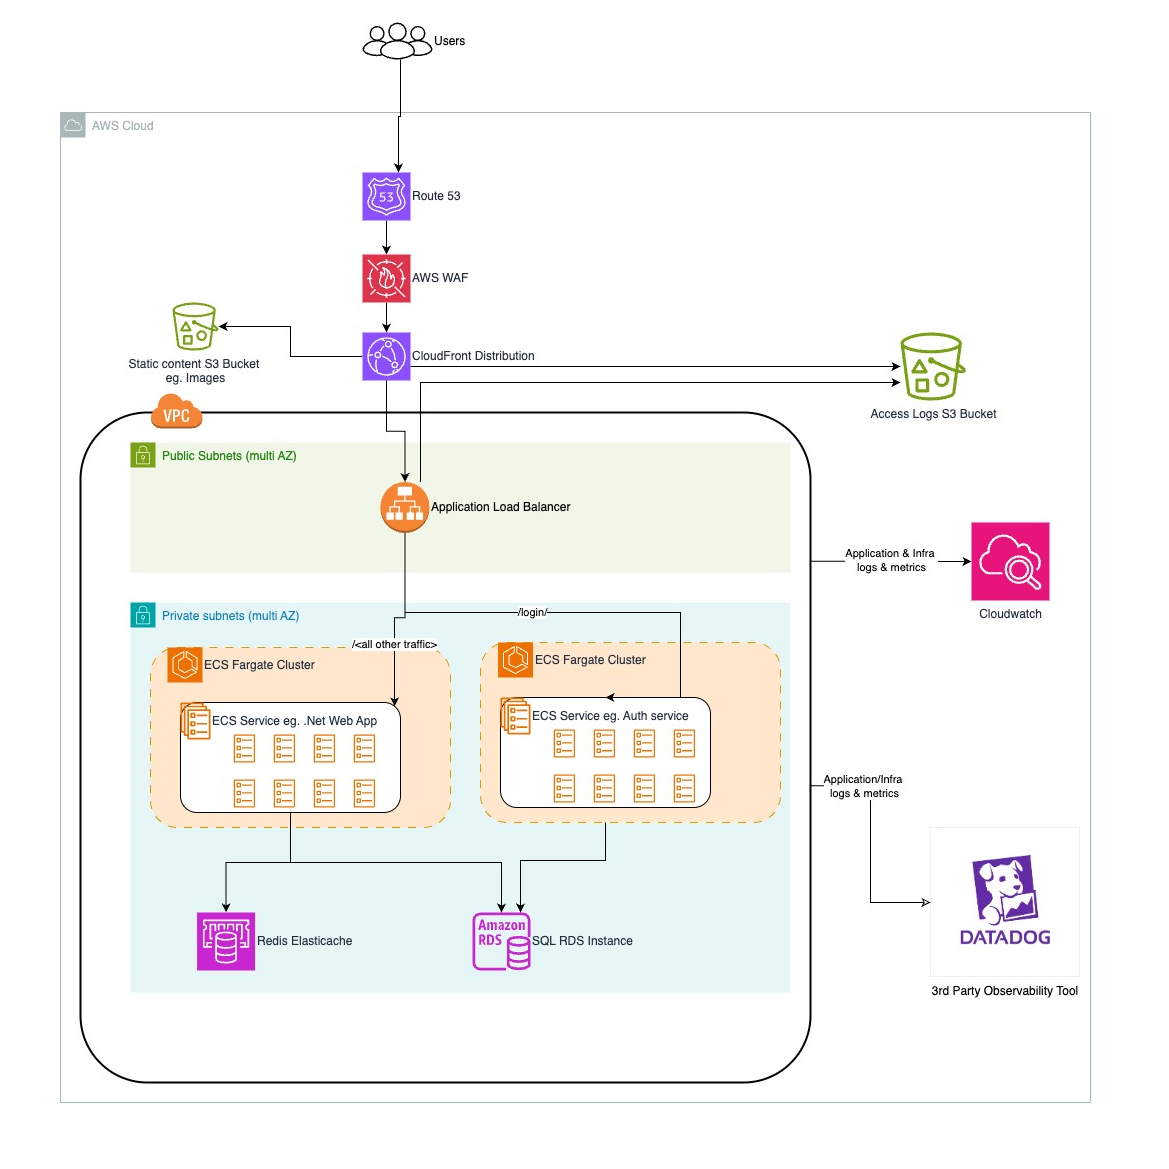 Users
AWS Cloud
53
Route 53
AWS WAF
CloudFront Distribution
Static content S3 Bucket
eg. Images
Access Logs S3 Bucket
VPC
Public Subnets (multi AZ)
Application Load Balancer
Application & Infra
logs & metrics
Cloudwatch
Private subnets (multi AZ)
/login/
/<all other traffic>
ECS Fargate Cluster
ECS Fargate Cluster
ECS Service eg. .Net Web App
ECS Service eg. Auth service
Application/Infra
logs & metrics
DATADOG
3rd Party Observability Tool
Redis Elasticache
Amazon
RDS
SQL RDS Instance